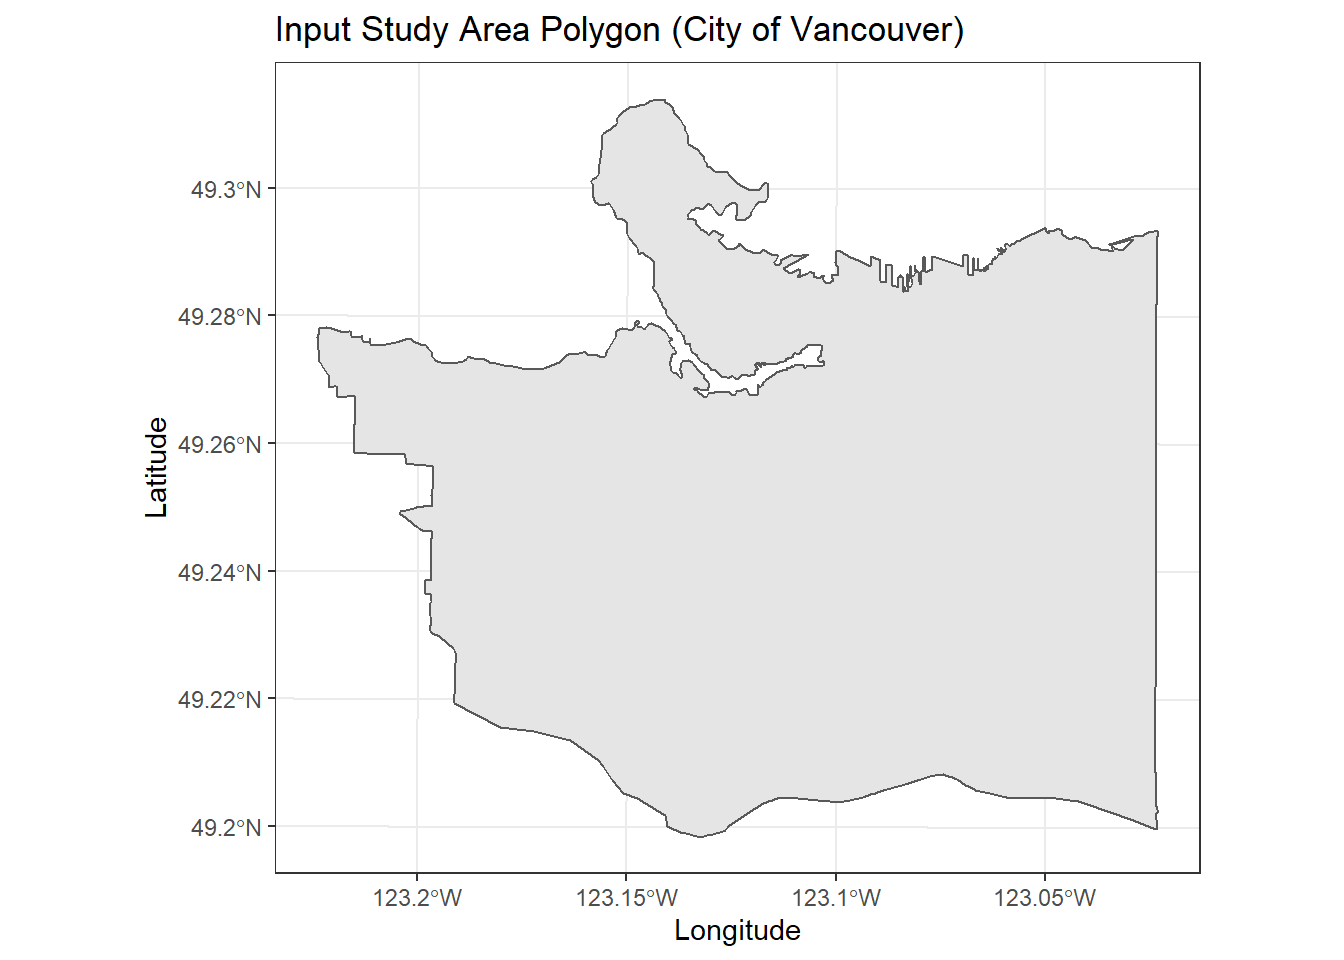 Input Study Area Polygon (City of Vancouver)
49.3°N
49.28°N
49.26°N
49.24°N
49.22°N
49.2°N
Latitude
123.2°W 123.15°W 123.1°W 123.05°W
Longitude